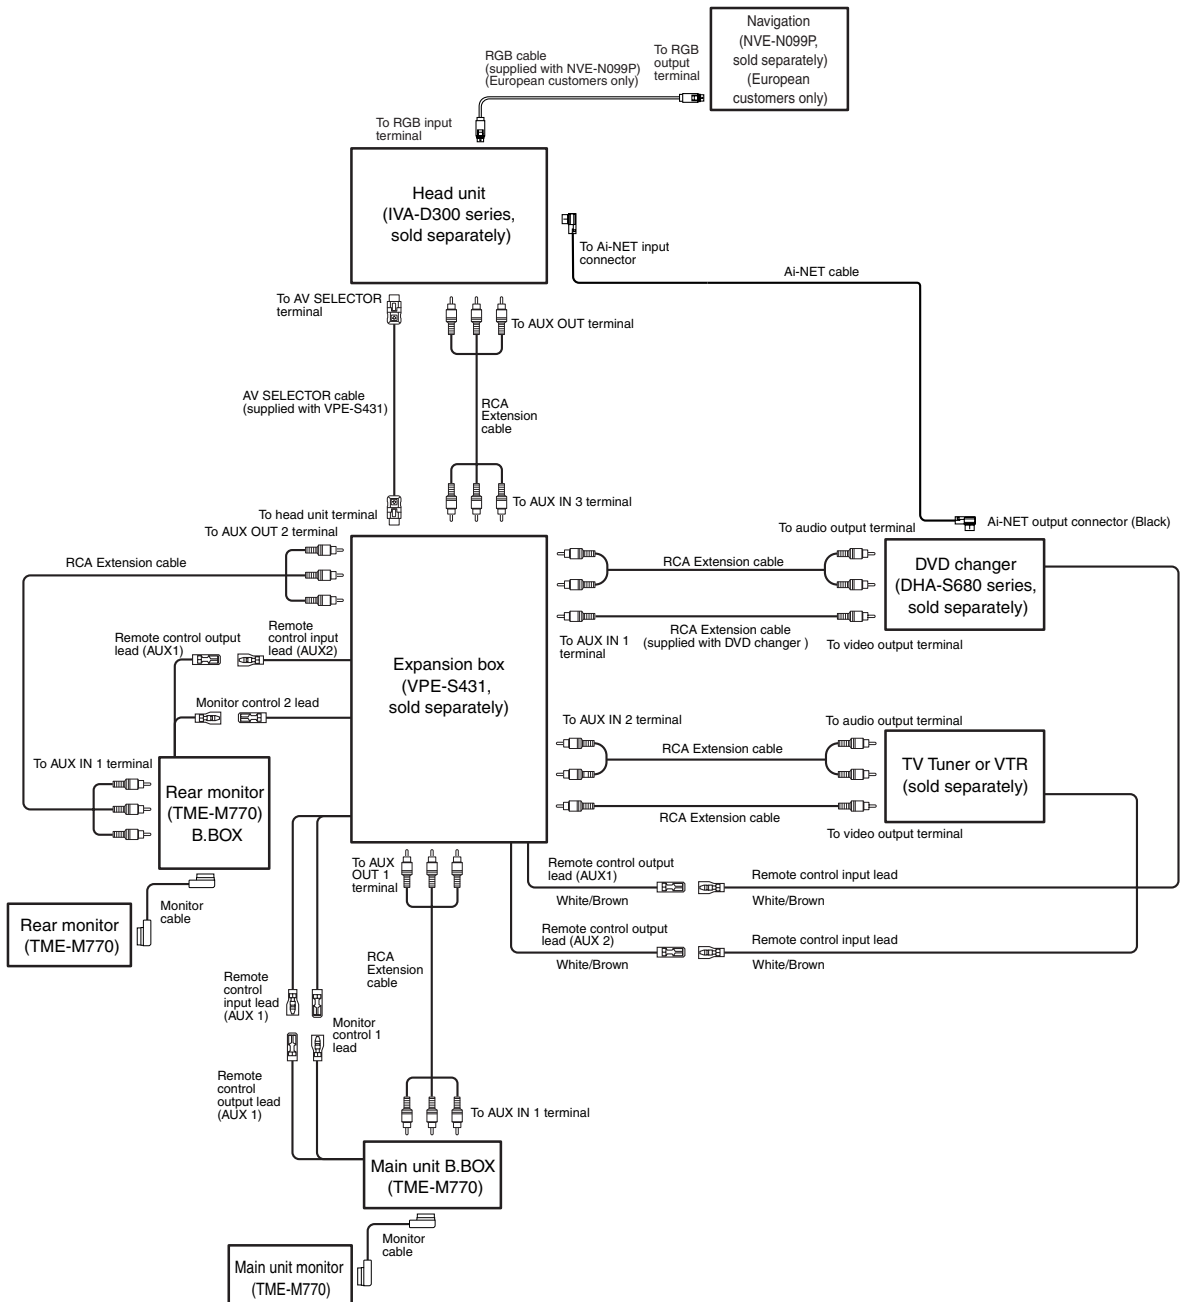 Navigation
(NVE-N099P,
sold separately)
(European
customers only)
RGB cable
(supplied with NVE-N099P)
(European customers only)
To RGB
output
terminal
To RGB input
terminal
Head unit
(IVA-D300 series,
sold separately)
To Ai-NET input
connector
Ai-NET cable
To AV SELECTOR
terminal
To AUX OUT terminal
AV SELECTOR cable
(supplied with VPE-S431)
RCA
Extension
cable
To AUX IN 3 terminal
To head unit terminal
To AUX OUT 2 terminal
RCA Extension cable
To audio output terminal
Ai-NET output connector (Black)
RCA Extension cable
DVD changer
(DHA-S680 series,
sold separately)
RCA Extension cable
(supplied with DVD changer )
To AUX IN 1
terminal
To video output terminal
Remote control output
lead (AUX1)
Remote
control input
lead (AUX2)
Expansion box
(VPE-S431,
sold separately)
Monitor control 2 lead
To AUX IN 2 terminal
To audio output terminal
RCA Extension cable
TV Tuner or VTR
(sold separately)
RCA Extension cable
To video output terminal
To AUX IN 1 terminal
Rear monitor
(TME-M770)
B.BOX
To AUX
OUT 1
terminal
Remote control output
lead (AUX1)
White/Brown
Remote control input lead
White/Brown
Remote control output
lead (AUX 2)
White/Brown
Remote control input lead
White/Brown
Monitor
cable
Rear monitor
(TME-M770)
RCA
Extension
cable
Remote
control
input lead
(AUX 1)
Monitor
control 1
lead
Remote
control
output lead
(AUX 1)
To AUX IN 1 terminal
Main unit B.BOX
(TME-M770)
Monitor
cable
Main unit monitor
(TME-M770)